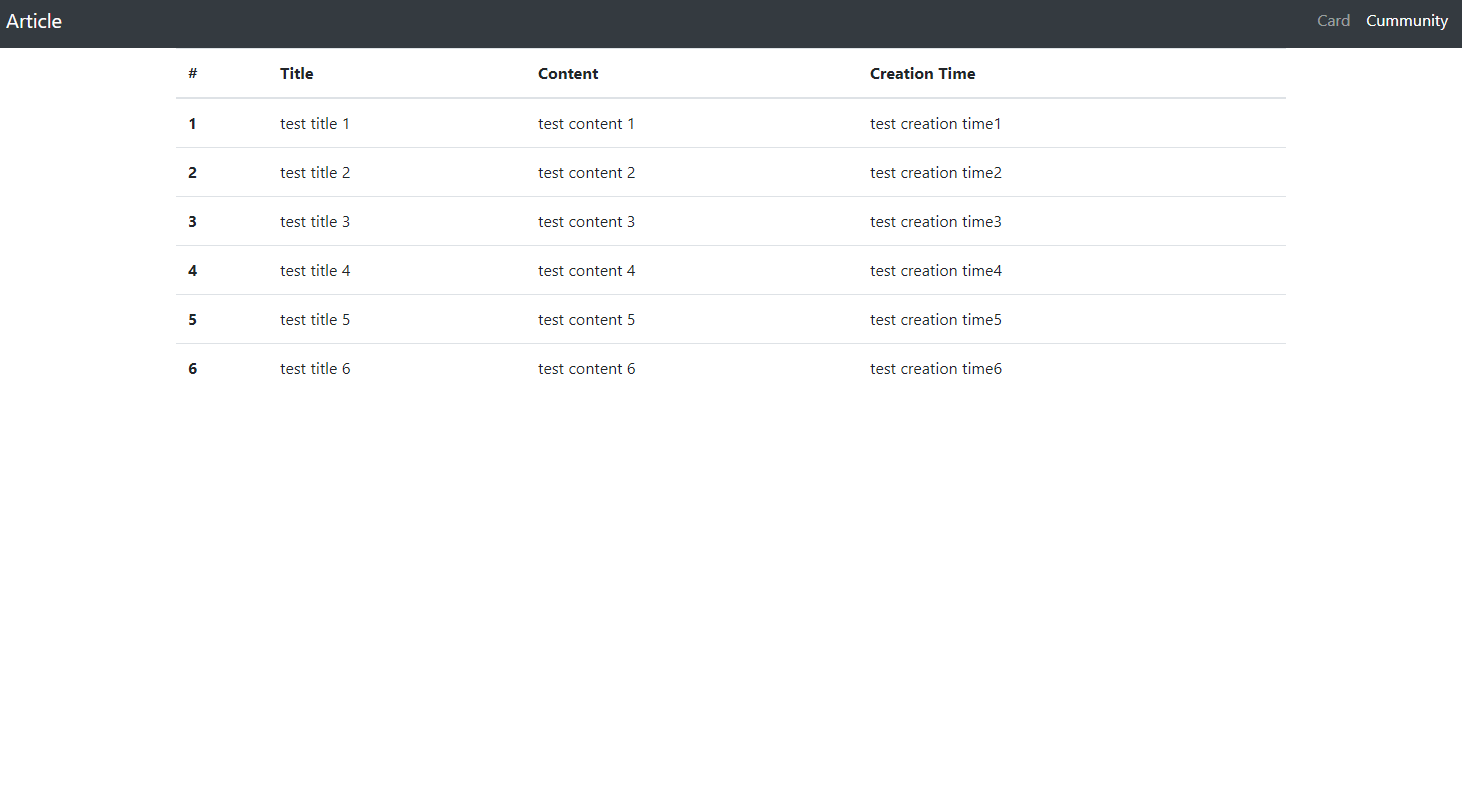 Article Card Cummunity
# Title Content Creation Time
1 test title 1 test content 1 test creation time1
2 test title 2 test content 2 test creation time2
3 test title 3 test content 3 test creation time3
4 test title 4 test content 4 test creation time4
5 test title 5 test content 5 test creation time5
6 test title 6 test content 6 test creation time6